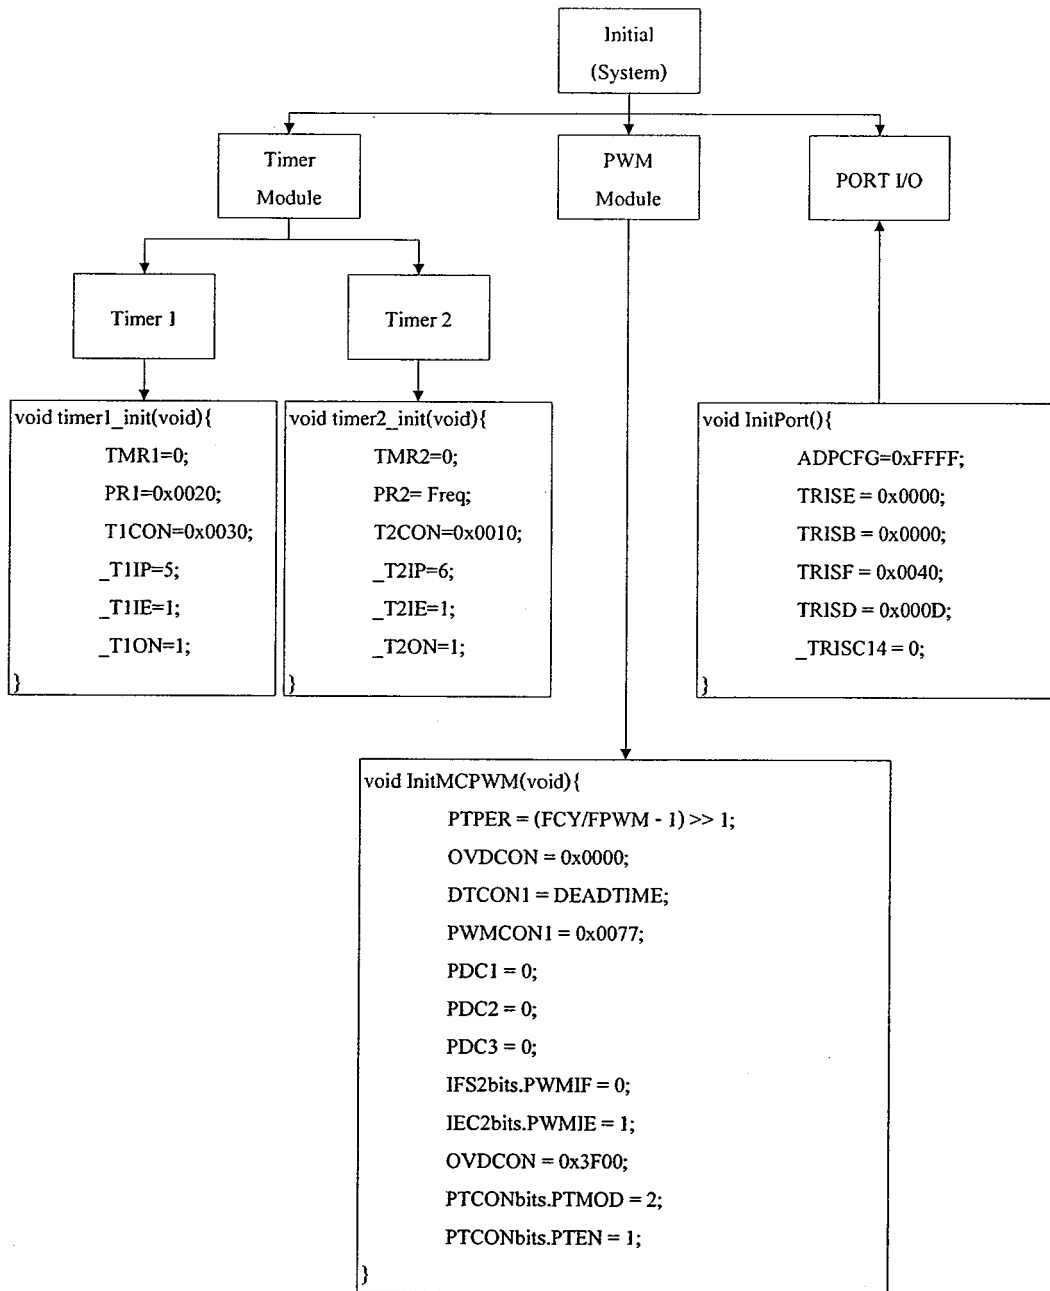 Initial
(System)
Timer
Module
PWM
Module
PORT I/O
Timer 1
Timer 2
void timer1_init(void){
TMR1=0;
PR1=0x0020;
T1CON=0x0030;
_T1IP=5;
_T1IE=1;
_T1ON=1;
}
void timer2_init(void){
TMR2=0;
PR2= Freq;
T2CON=0x0010;
_T2IP=6;
_T2IE=1;
_T2ON=1;
}
void InitPort(){
ADPCFG=0xFFFF;
TRISE = 0x0000;
TRISB = 0x0000;
TRISF = 0x0040;
TRISD = 0x000D;
_TRISC14 = 0;
}
void InitMCPWM(void){
PTPER = (FCY/FPWM - 1) >> 1;
OVDCON = 0x0000;
DTCON1 = DEADTIME;
PWMCON1 = 0x0077;
PDC1 = 0;
PDC2 = 0;
PDC3 = 0;
IFS2bits.PWMIF = 0;
IEC2bits.PWMIE = 1;
OVDCON = 0x3F00;
PTCONbits.PTMOD = 2;
PTCONbits.PTEN = 1;
}